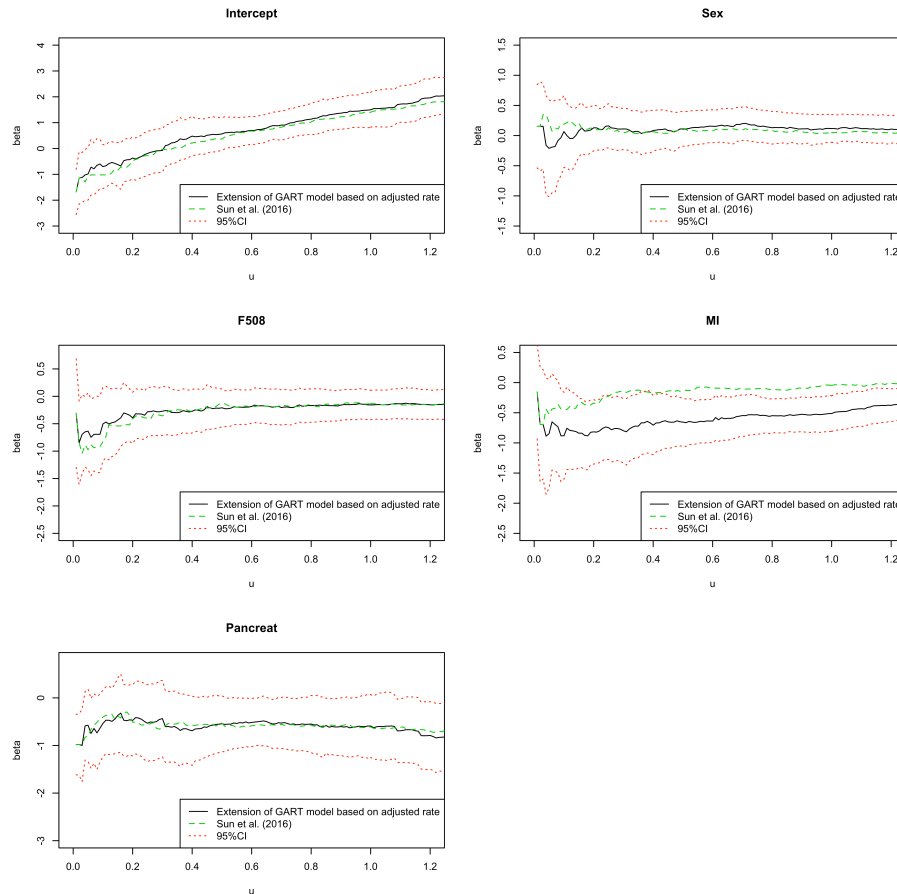 Intercept
4
3
2
1
0
-1
-2
-3
beta
0.0 0.2 0.4 0.6 0.8 1.0 1.2
u
Extension of GART model based on adjusted rate
Sun et al. (2016)
95%CI
Sex
1.5
1.0
0.5
0.0
-0.5
-1.0
-1.5
beta
0.0 0.2 0.4 0.6 0.8 1.0 1.2
u
Extension of GART model based on adjusted rate
Sun et al. (2016)
95%CI
F508
0.5
0.0
-0.5
-1.0
-1.5
-2.0
-2.5
beta
0.0 0.2 0.4 0.6 0.8 1.0 1.2
u
Extension of GART model based on adjusted rate
Sun et al. (2016)
95%CI
MI
0.5
0.0
-0.5
-1.0
-1.5
-2.0
-2.5
beta
0.0 0.2 0.4 0.6 0.8 1.0 1.2
u
Extension of GART model based on adjusted rate
Sun et al. (2016)
95%CI
Pancreat
0
1
-2
-3
beta
0.0 0.2 0.4 0.6 0.8 1.0 1.2
u
Extension of GART model based on adjusted rate
Sun et al. (2016)
95%CI